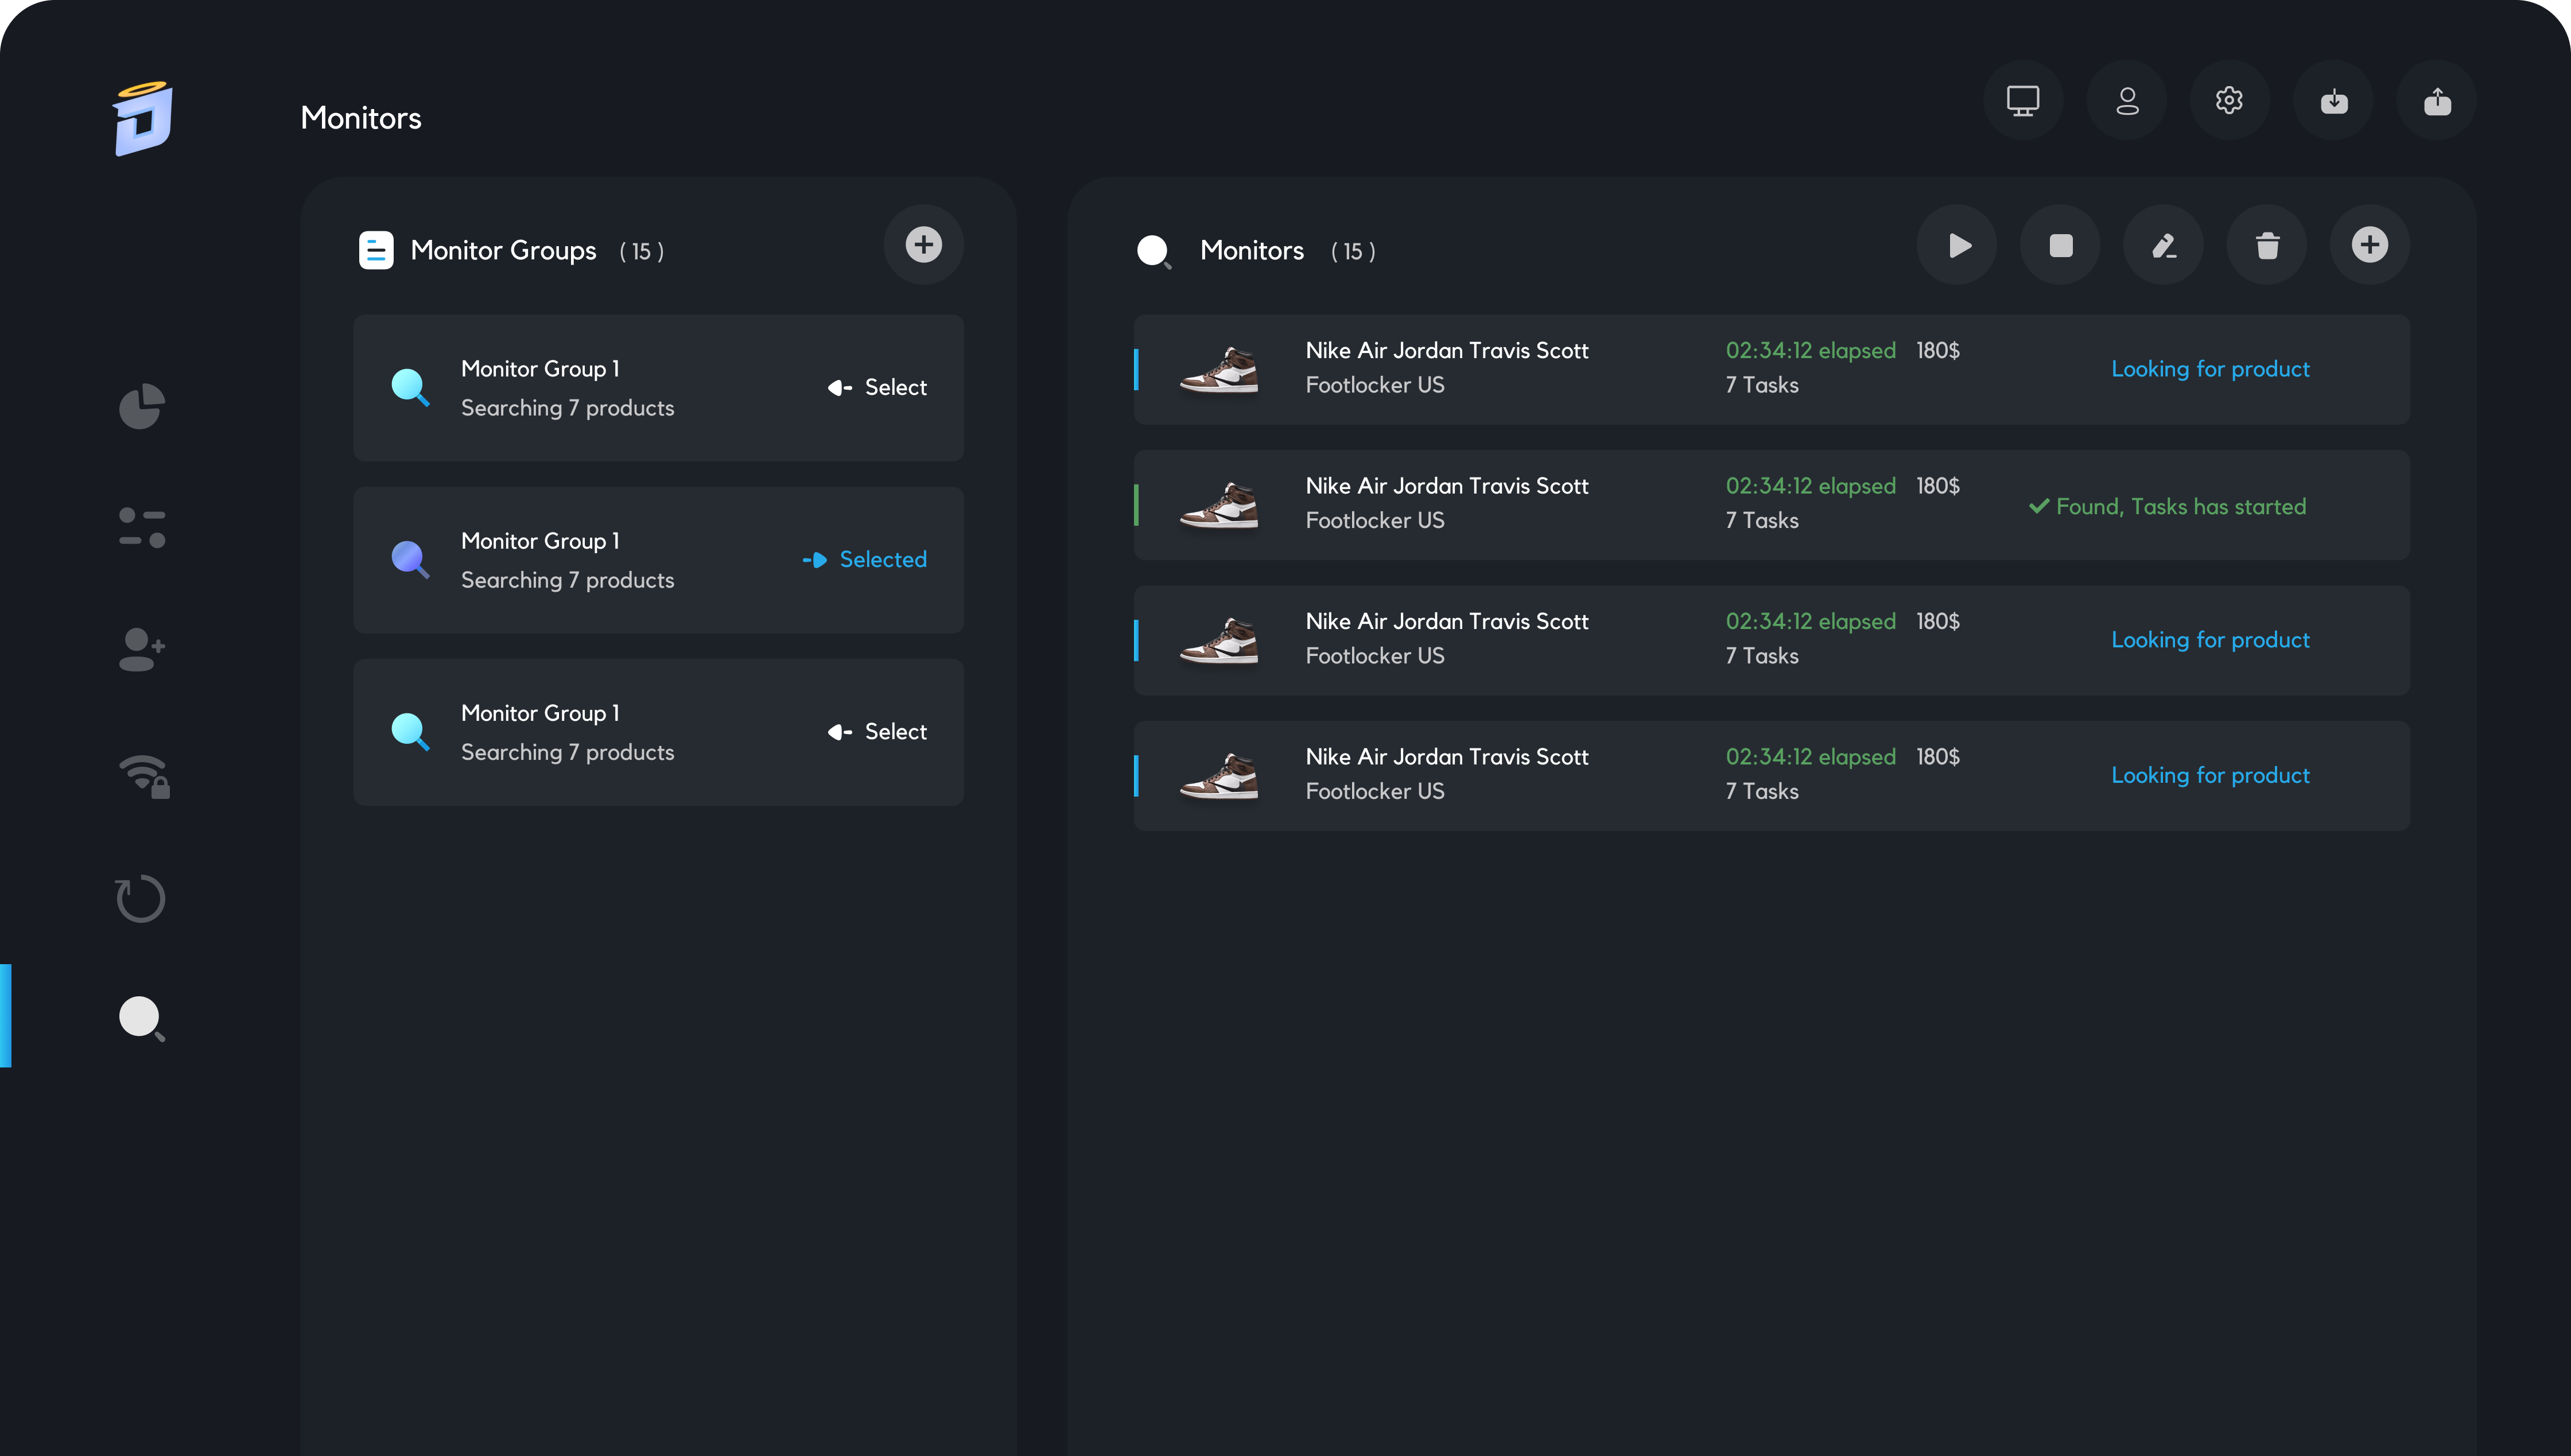 Monitors
Monitor Groups ( 15 )
Monitor Group 1
Searching 7 products
Select
Monitor Group 1
Searching 7 products
Selected
Monitor Group 1
Searching 7 products
Select
Monitors ( 15 )
Nike Air Jordan Travis Scott 02:34:12 elapsed 180$
Footlocker US 7 Tasks
Looking for product
Nike Air Jordan Travis Scott 02:34:12 elapsed 180$
Footlocker US 7 Tasks
Found, Tasks has started
Nike Air Jordan Travis Scott 02:34:12 elapsed 180$
Footlocker US 7 Tasks
Looking for product
Nike Air Jordan Travis Scott 02:34:12 elapsed 180$
Footlocker US 7 Tasks
Looking for product